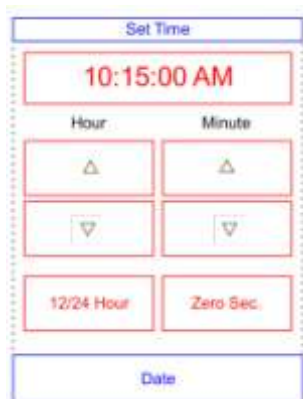 Set Time
10:15:00 AM
Hour Minute
12/24 Hour Zero Sec.
Date